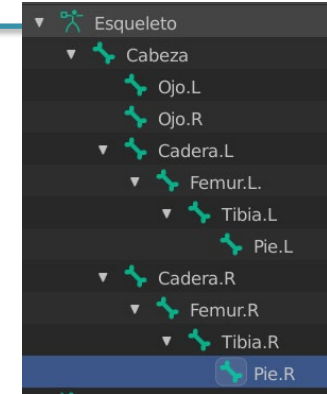 Esqueleto
Cabeza
Ojo.L
Ojo.R
Cadera.L
Femur.L.
Tibia.L
Pie.L
Cadera.R
Femur.R
Tibia.R
Pie.R